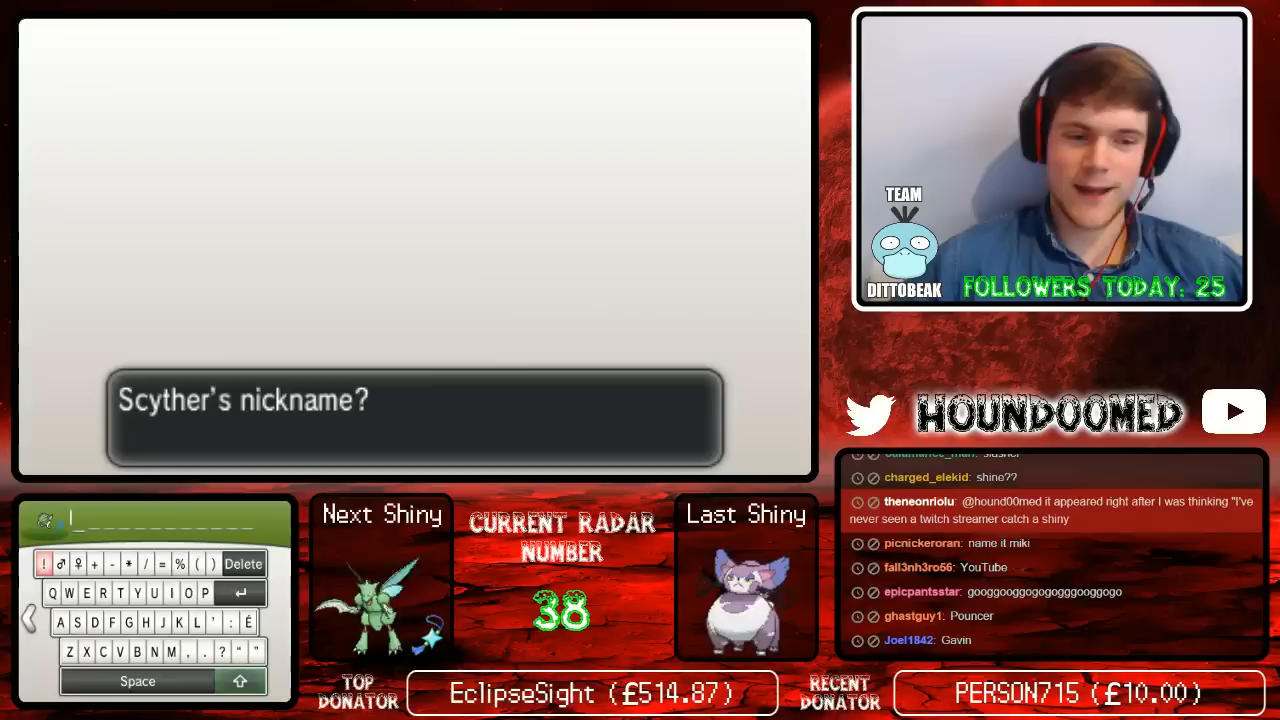 Scyther's nickname?
TEAM
DITTOBEAK
FOLLOWERS TODAY: 25
HOUNDOOMED
charged_elekid: shine??
theneonriolu: @hound00med it appeared right after I was thinking "I've
never seen a twitch streamer catch a shiny
picnickeroran: name it miki
fall3nh3ro56: YouTube
epicpantsstar: googgooggogogogggooggogo
ghastguy1: Pouncer
Joel1842: Gavin
! ♂ ♀ + - * / = % ( ) Delete
Q W E R T Y U I O P
A S D F G H J K L ' : É
Z X C V B N M , . ? “ ”
Space
Next Shiny
CURRENT RADAR
NUMBER
38
Last Shiny
TOP
DONATOR
EclipseSight (£514.87)
RECENT
DONATOR
PERSON715 (£10.00)